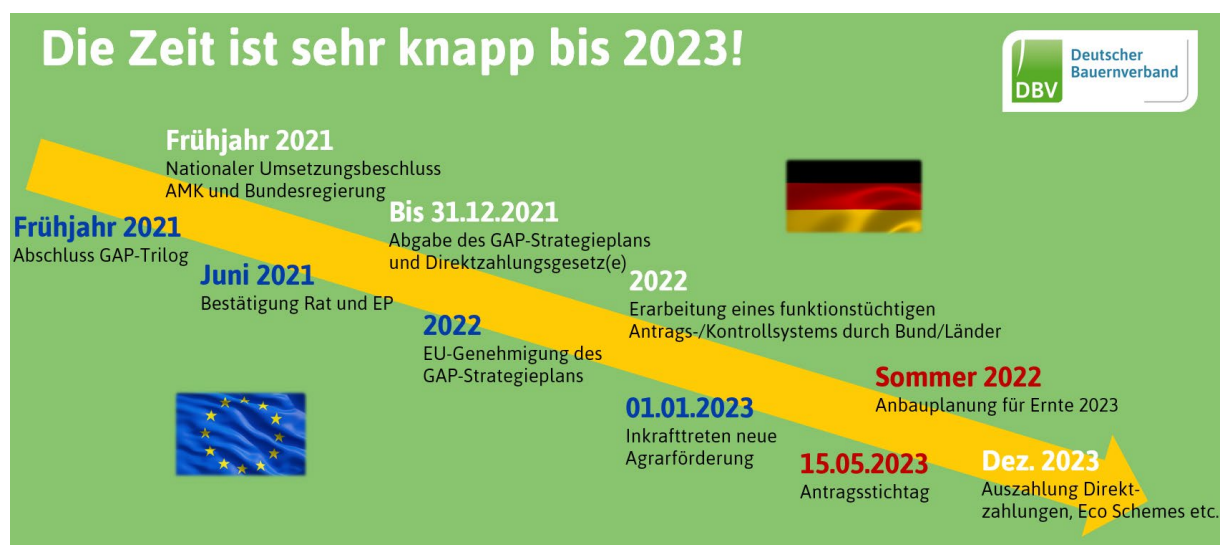 Die Zeit ist sehr knapp bis 2023!
Deutscher
Bauernverband
DBV
Frühjahr 2021
Nationaler Umsetzungsbeschluss
AMK und Bundesregierung
Frühjahr 2021
Abschluss GAP-Trilog
Bis 31.12.2021
Abgabe des GAP-Strategieplans
und Direktzahlungsgesetz(e)
Juni 2021
Bestätigung Rat und EP
2022
Erarbeitung eines funktionstüchtigen
Antrags-/Kontrollsystems durch Bund/Länder
2022
EU-Genehmigung des
GAP-Strategieplans
Sommer 2022
Anbauplanung für Ernte 2023
01.01.2023
Inkrafttreten neue
Agrarförderung
15.05.2023
Antragsstichtag
Dez. 2023
Auszahlung Direkt-
zahlungen, Eco Schemes etc.